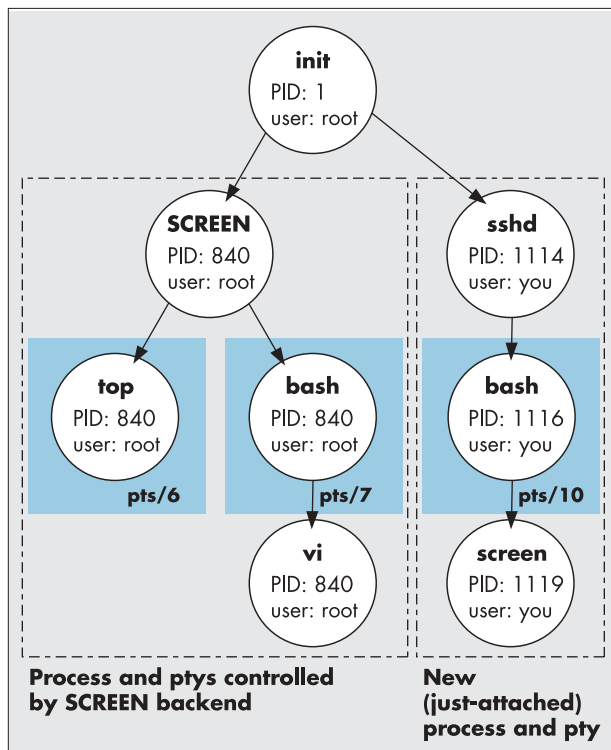 init
PID: 1
user: root
SCREEN
PID: 840
user: root
sshd
PID: 1114
user: you
top
PID: 840
user: root
pts/6
bash
PID: 840
user: root
pts/7
bash
PID: 1116
user: you
pts/10
vi
PID: 840
user: root
screen
PID: 1119
user: you
Process and ptys controlled
by SCREEN backend
New
(just-attached)
process and pty